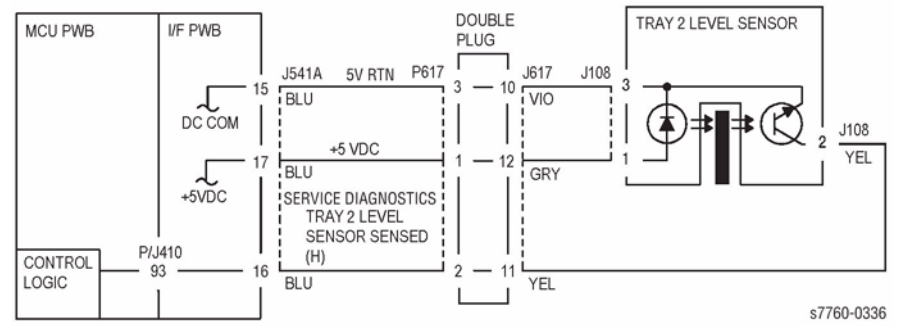 MCU PWB
I/F PWB
DOUBLE
PLUG
TRAY 2 LEVEL SENSOR
15
J541A
5V RTN
P617
3
10
J617
J108
3
BLU
VIO
DC COM
2
J108
YEL
17
+5 VDC
1
12
1
BLU
GRY
+5VDC
SERVICE DIAGNOSTICS
TRAY 2 LEVEL
SENSOR SENSED
(H)
CONTROL
LOGIC
P/J410
93
16
2
11
BLU
YEL
s7760-0336